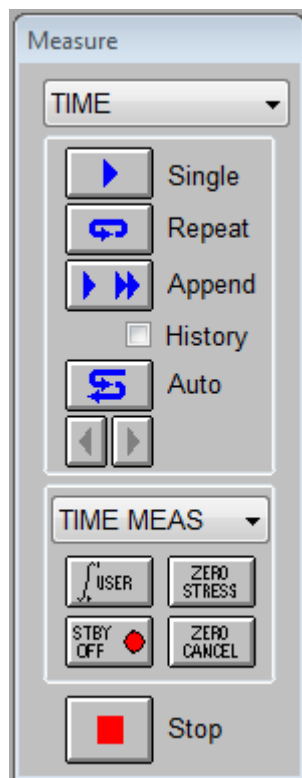 Measure
TIME
Single
Repeat
Append
History
Auto
TIME MEAS
USER
ZERO
STRESS
STBY
OFF
ZERO
CANCEL
Stop